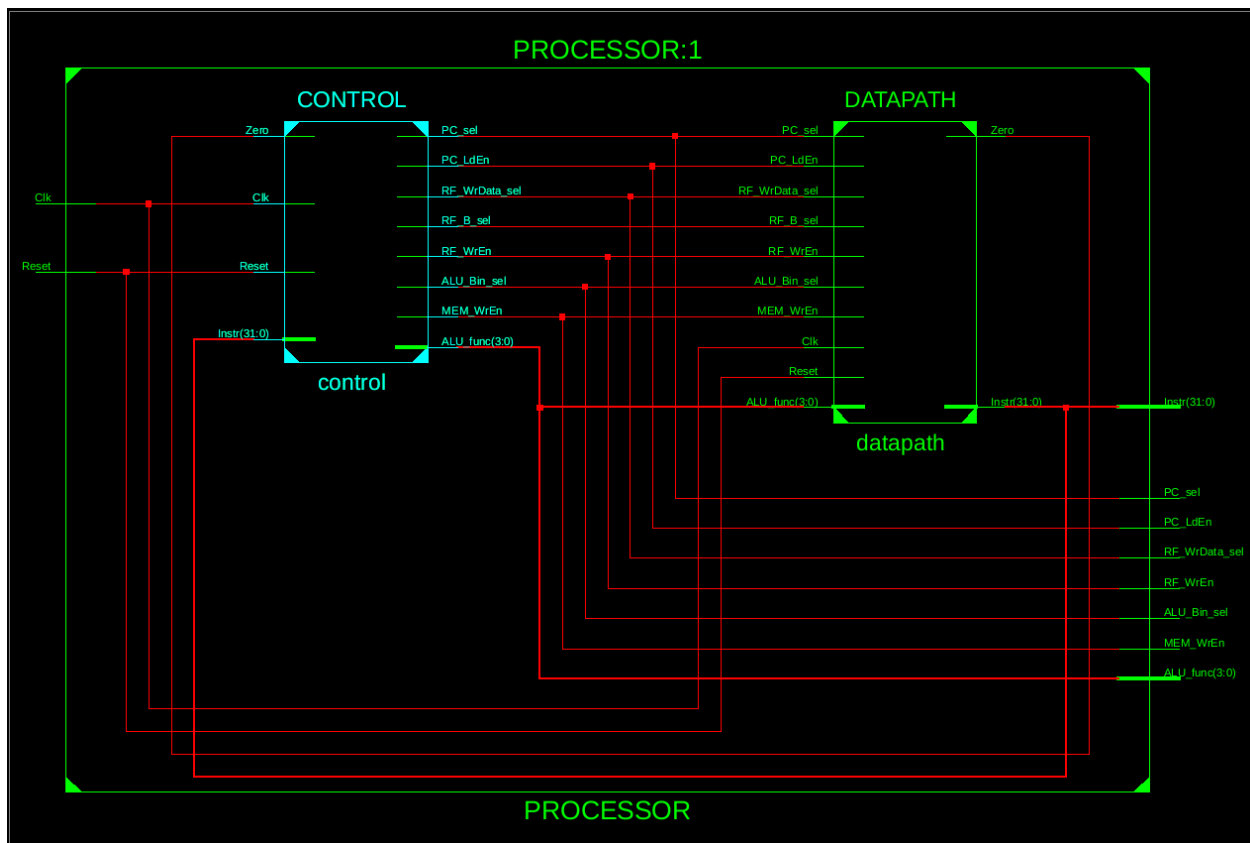 PROCESSOR:1
CONTROL
DATAPATH
Zero
PC_sel
PC_sel
Zero
PC_LdEn
PC_LdEn
Clk
Clk
RF_WrData_sel
RF_WrData_sel
RF_B_sel
RF_B_sel
RF_WrEn
RF_WrEn
Reset
Reset
ALU_Bin_sel
ALU_Bin_sel
MEM_WrEn
MEM_WrEn
Instr(31:0)
ALU_func(3:0)
Clk
Reset
control
ALU_func(3:0)
Instr(31:0)
Instr(31:0)
datapath
PC_sel
PC_LdEn
RF_WrData_sel
RF_WrEn
ALU_Bin_sel
MEM_WrEn
ALU_func(3:0)
PROCESSOR